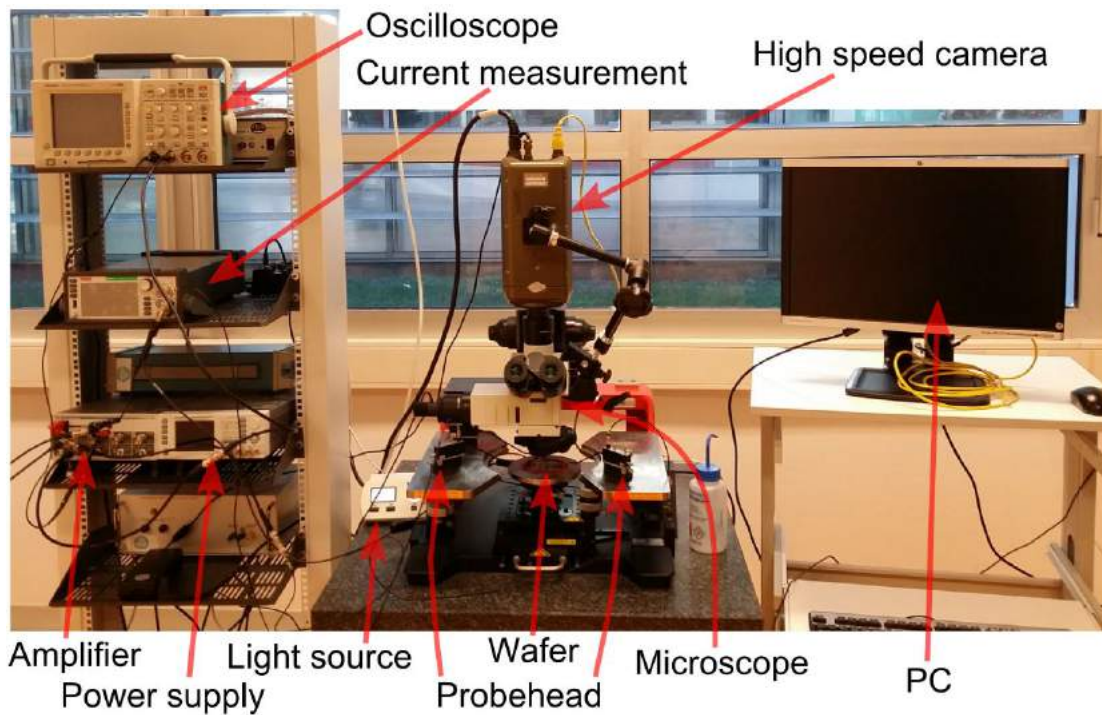 Oscilloscope
Current measurement
High speed camera
Amplifier
Power supply
Light source
Wafer
Probehead
Microscope
PC